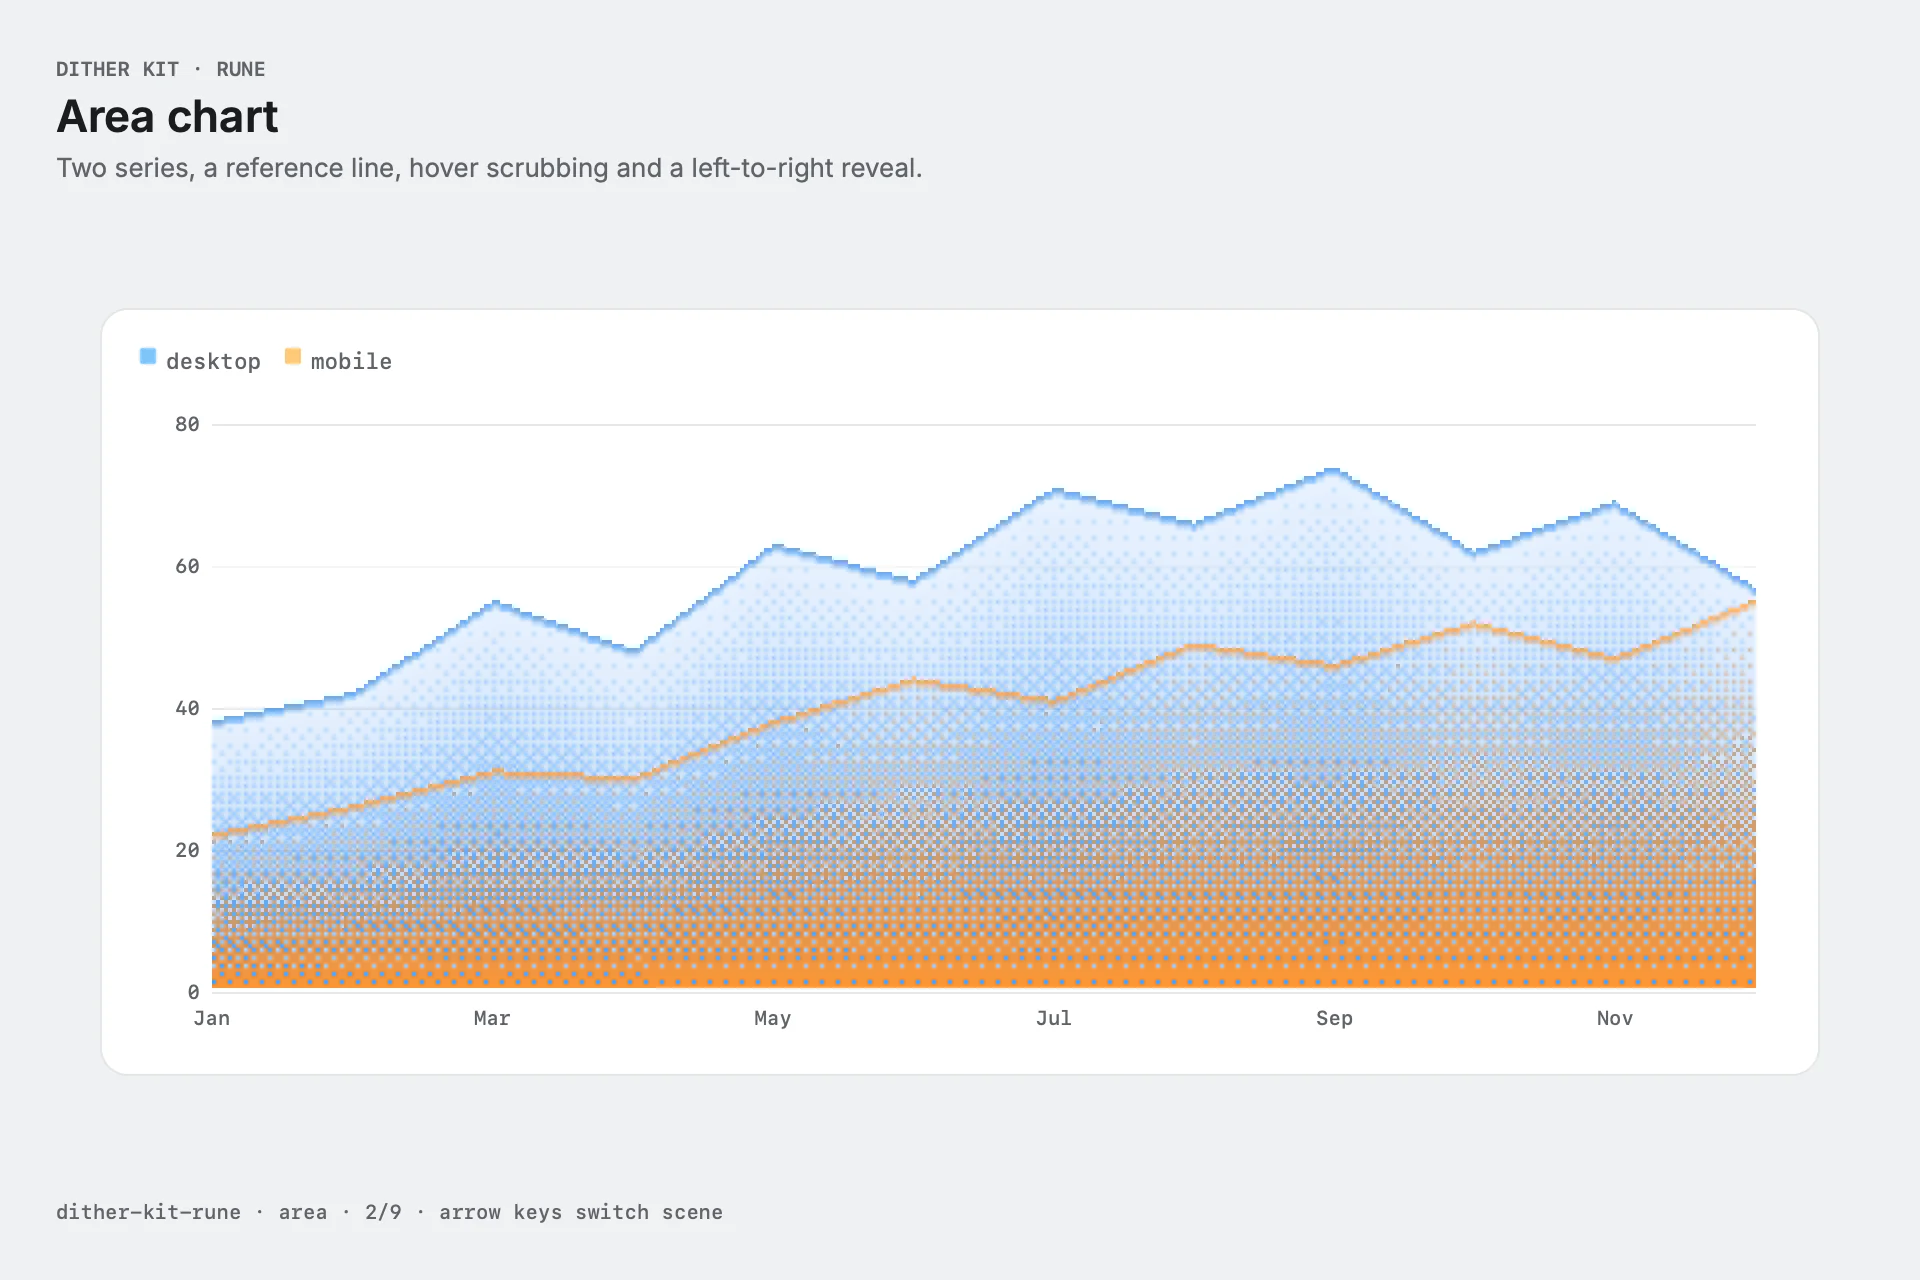 DITHER KIT · RUNE
Area chart
Two series, a reference line, hover scrubbing and a left-to-right reveal.
desktop mobile
80
60
40
20
0
Jan Mar May Jul Sep Nov
dither-kit-rune · area · 2/9 · arrow keys switch scene